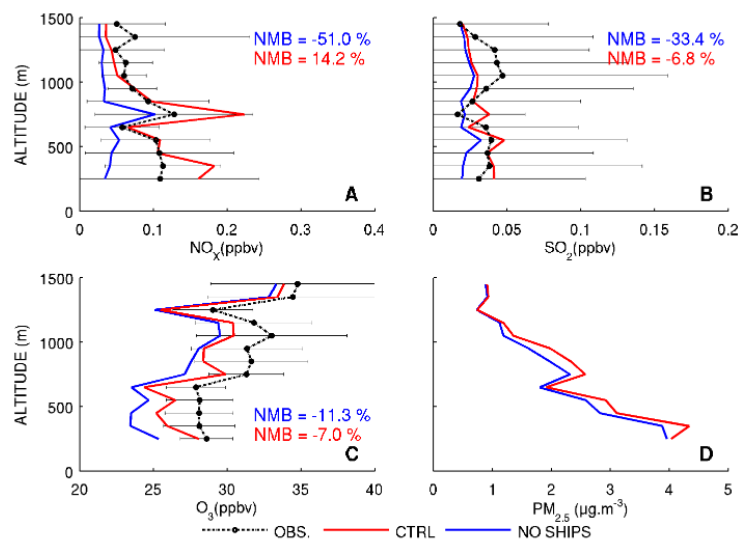 1500
1000
500
0
ALTITUDE (m)
NMB = -51.0 %
NMB = 14.2 %
A
0 0.1 0.2 0.3 0.4
NOX(ppbv)
NMB = -33.4 %
NMB = -6.8 %
B
0 0.05 0.1 0.15 0.2
SO2(ppbv)
1500
1000
500
0
ALTITUDE (m)
NMB = -11.3 %
NMB = -7.0 %
C
20 25 30 35 40
O3(ppbv)
D
0 1 2 3 4 5
PM2.5 (µg.m-3)
OBS. CTRL NO SHIPS